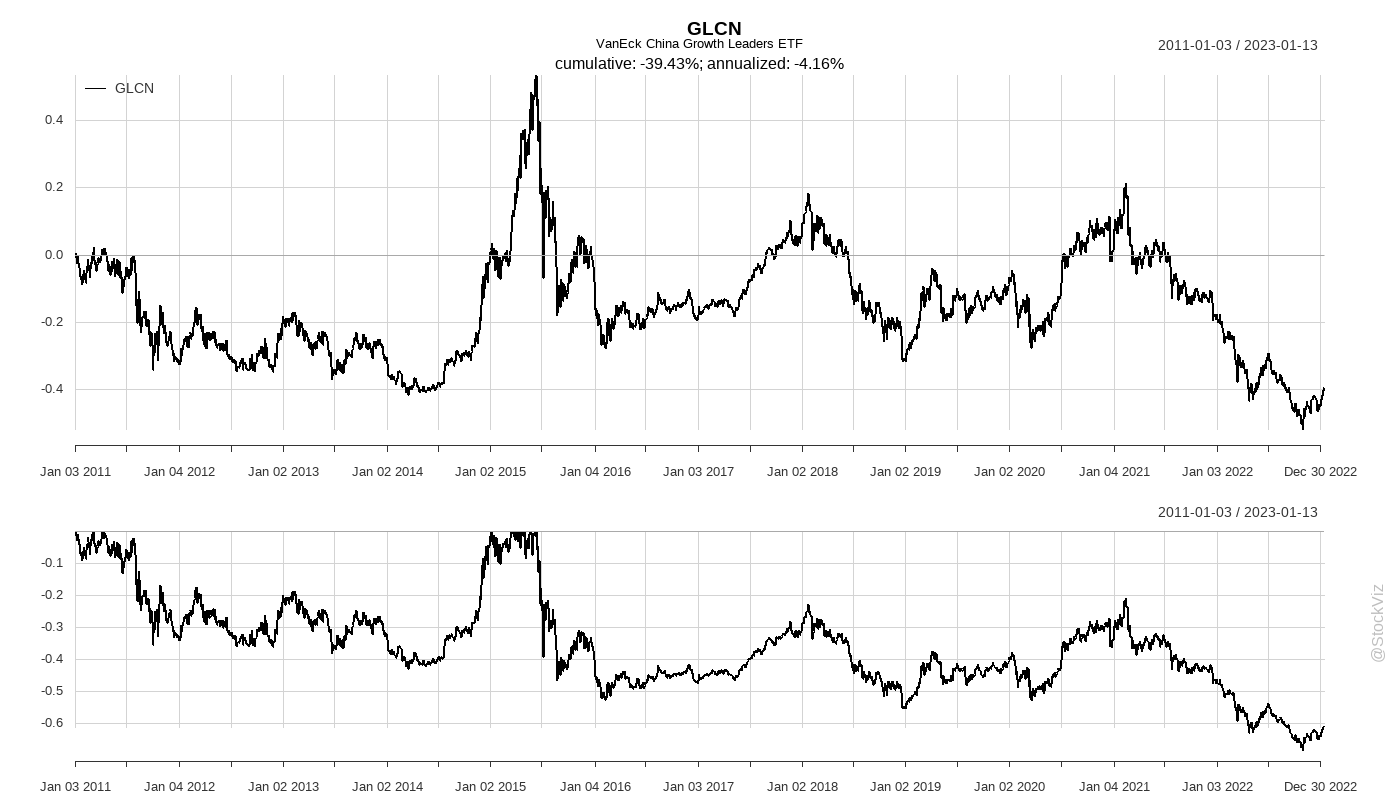 GLCN
VanEck China Growth Leaders ETF
cumulative: -39.43%; annualized: -4.16%
2011-01-03 / 2023-01-13
GLCN
0.4
0.2
0.0
-0.2
-0.4
Jan 03 2011 Jan 04 2012 Jan 02 2013 Jan 02 2014 Jan 02 2015 Jan 04 2016 Jan 03 2017 Jan 02 2018 Jan 02 2019 Jan 02 2020 Jan 04 2021 Jan 03 2022 Dec 30 2022
2011-01-03 / 2023-01-13
-0.1
-0.2
-0.3
-0.4
-0.5
-0.6
Jan 03 2011 Jan 04 2012 Jan 02 2013 Jan 02 2014 Jan 02 2015 Jan 04 2016 Jan 03 2017 Jan 02 2018 Jan 02 2019 Jan 02 2020 Jan 04 2021 Jan 03 2022 Dec 30 2022
@StockViz